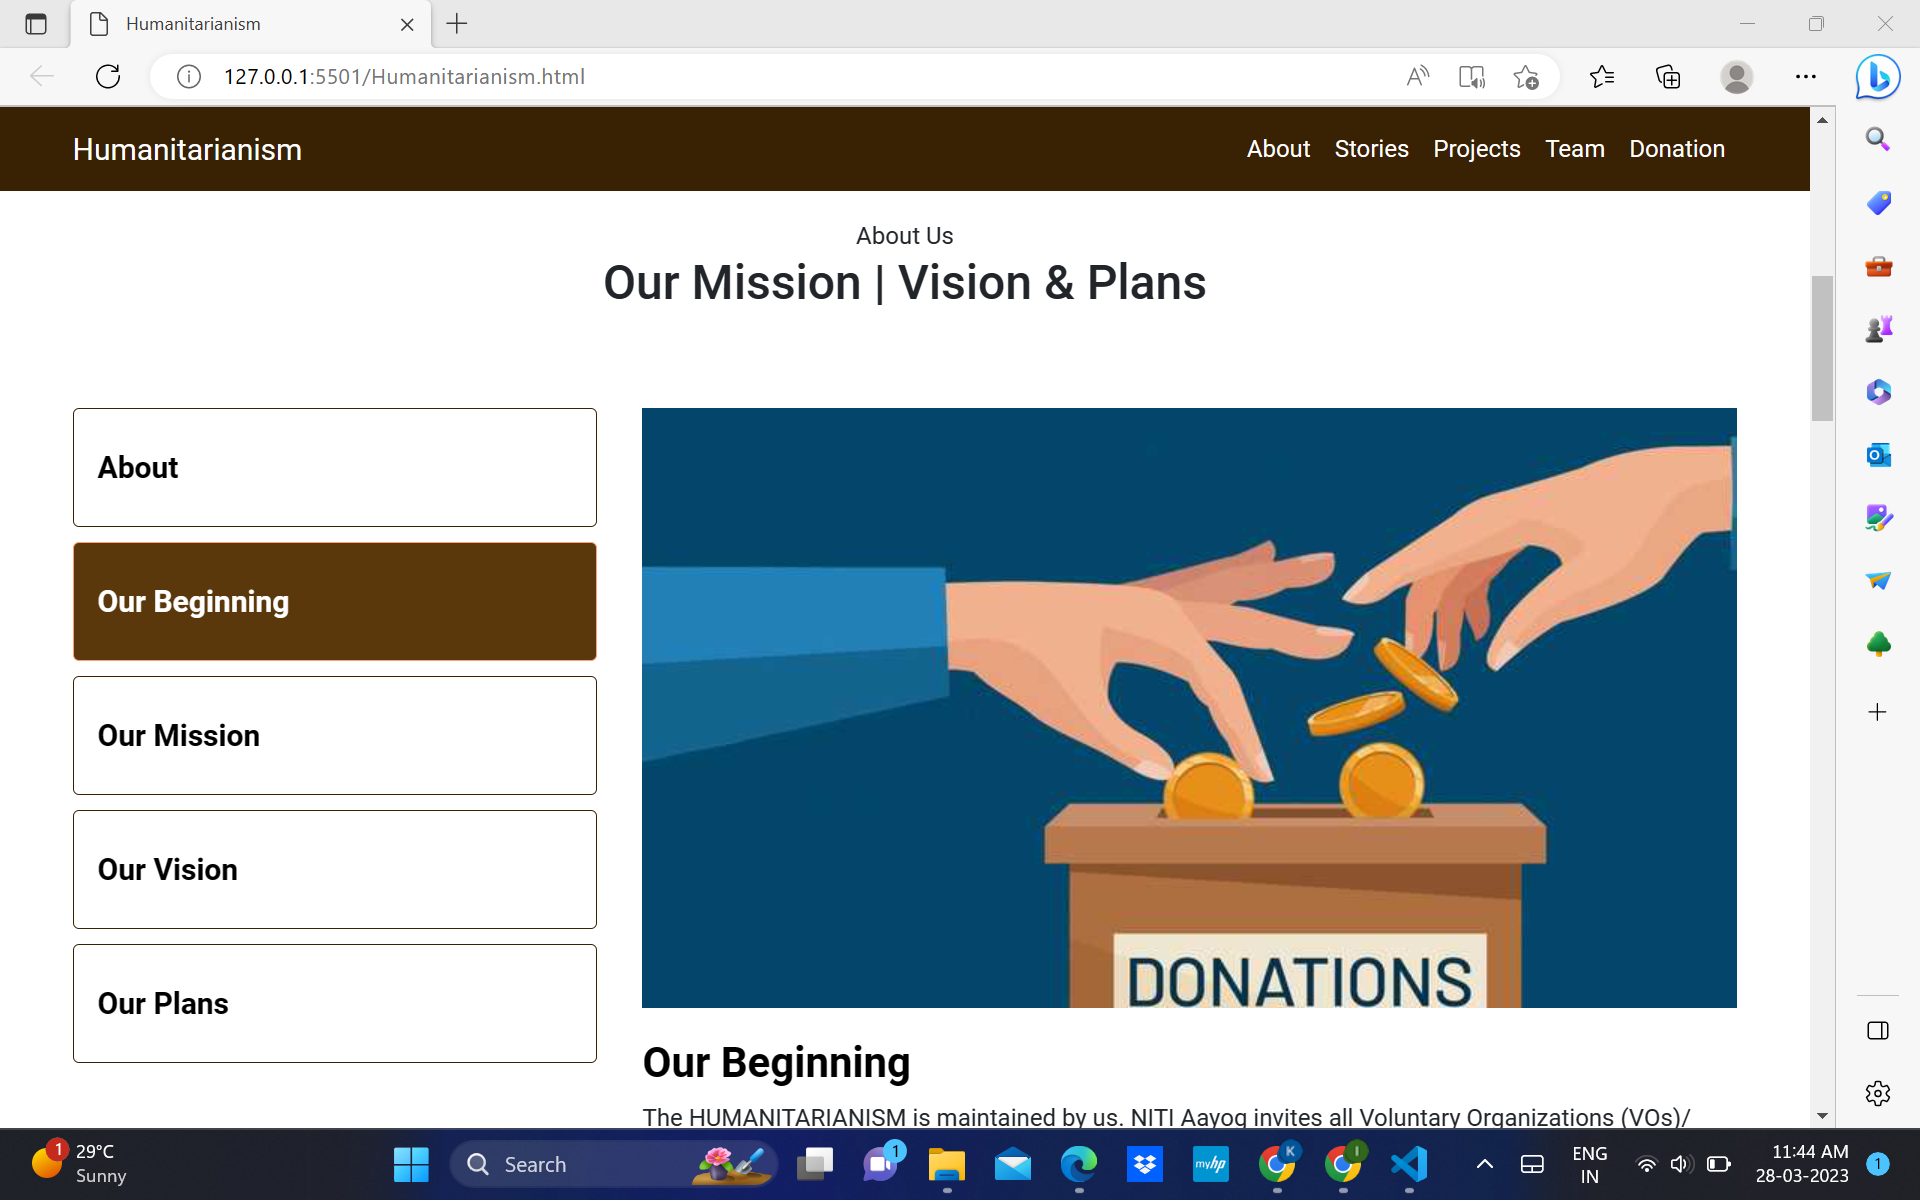 Humanitarianism
127.0.0.1:5501/Humanitarianism.html
Humanitarianism
About Stories Projects Team Donation
About Us
Our Mission | Vision & Plans
About
Our Beginning
Our Mission
Our Vision
Our Plans
DONATIONS
Our Beginning
The HUMANITARIANISM is maintained by us. NITI Aayog invites all Voluntary Organizations (VOs)/
1
29°C
Sunny
Search
1
myhp
K
I
ENG
IN
11:44 AM
28-03-2023
1